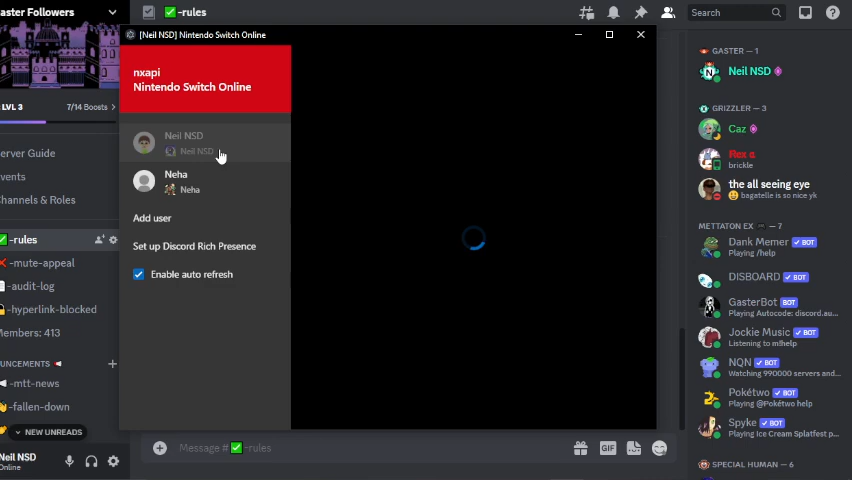 aster Followers
✅-rules
Search
LVL 3
7/14 Boosts >
erver Guide
vents
hannels & Roles
✅-rules
❌-mute-appeal
-audit-log
🔒-hyperlink-blocked
embers: 413
UNCEMENTS 📢
-mtt-news
👋-fallen-down
NEW UNREADS
Neil NSD
Online
[Neil NSD] Nintendo Switch Online
nxapi
Nintendo Switch Online
Neil NSD
Neil NSD
Neha
Neha
Add user
Set up Discord Rich Presence
Enable auto refresh
Message #✅-rules
GIF
GASTER — 1
Neil NSD
GRIZZLER — 3
Caz
Rex
brickle
the all seeing eye
bagatelle is so nice yk
METTATON EX — 7
Dank Memer ✓ BOT
Playing /help
DISBOARD ✓ BOT
GasterBot BOT
Playing Autocode: discord.au...
Jockie Music ✓ BOT
Listening to m!help
NQN ✓ BOT
Watching 990000 servers and...
Pokétwo ✓ BOT
Playing @Pokétwo help
Spyke ✓ BOT
Playing Ice Cream Splatfest p...
SPECIAL HUMAN — 6